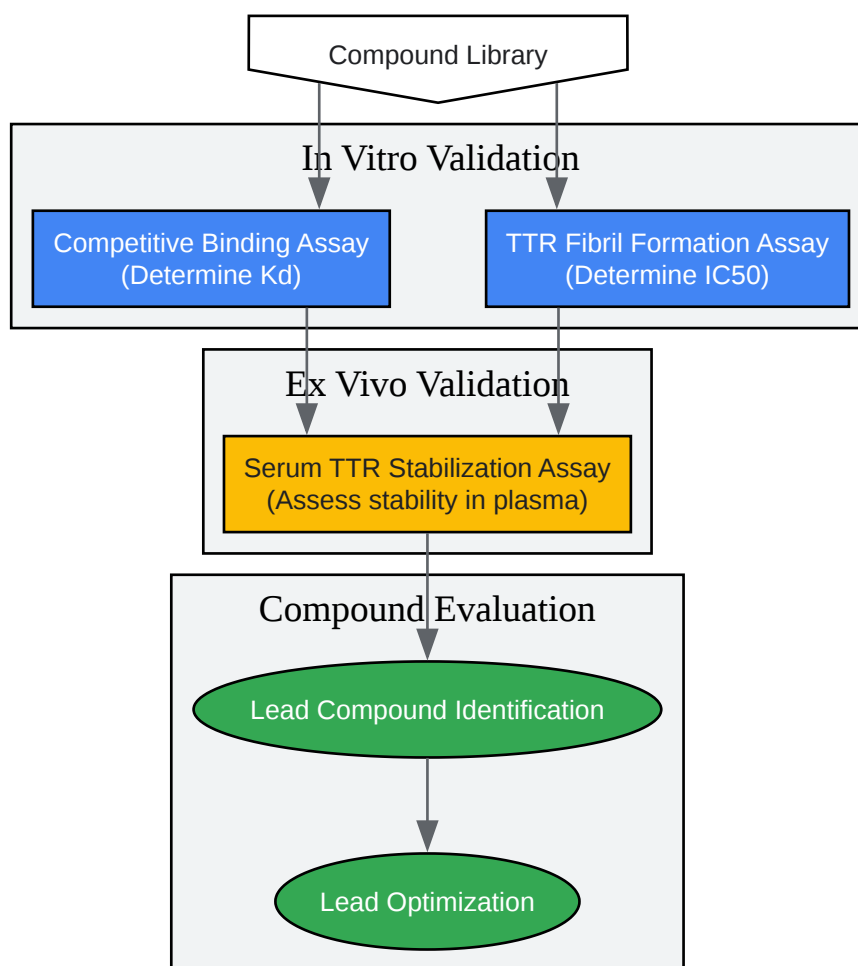 Compound Library
In Vitro Validation
Competitive Binding Assay
(Determine Kd)
TTR Fibril Formation Assay
(Determine IC50)
Ex Vivo Validation
Serum TTR Stabilization Assay
(Assess stability in plasma)
Compound Evaluation
Lead Compound Identification
Lead Optimization